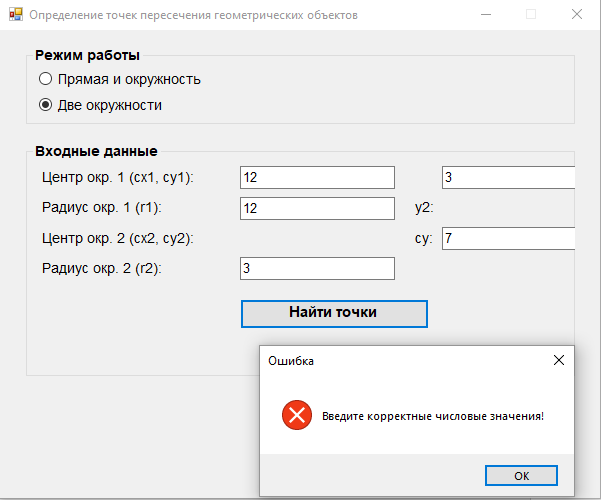 Определение точек пересечения геометрических объектов
Режим работы
Прямая и окружность
Две окружности
Входные данные
Центр окр. 1 (cx1, cy1): 12 3
Радиус окр. 1 (r1): 12 y2:
Центр окр. 2 (cx2, cy2): cy: 7
Радиус окр. 2 (r2): 3
Найти точки
Ошибка
Введите корректные числовые значения!
OK